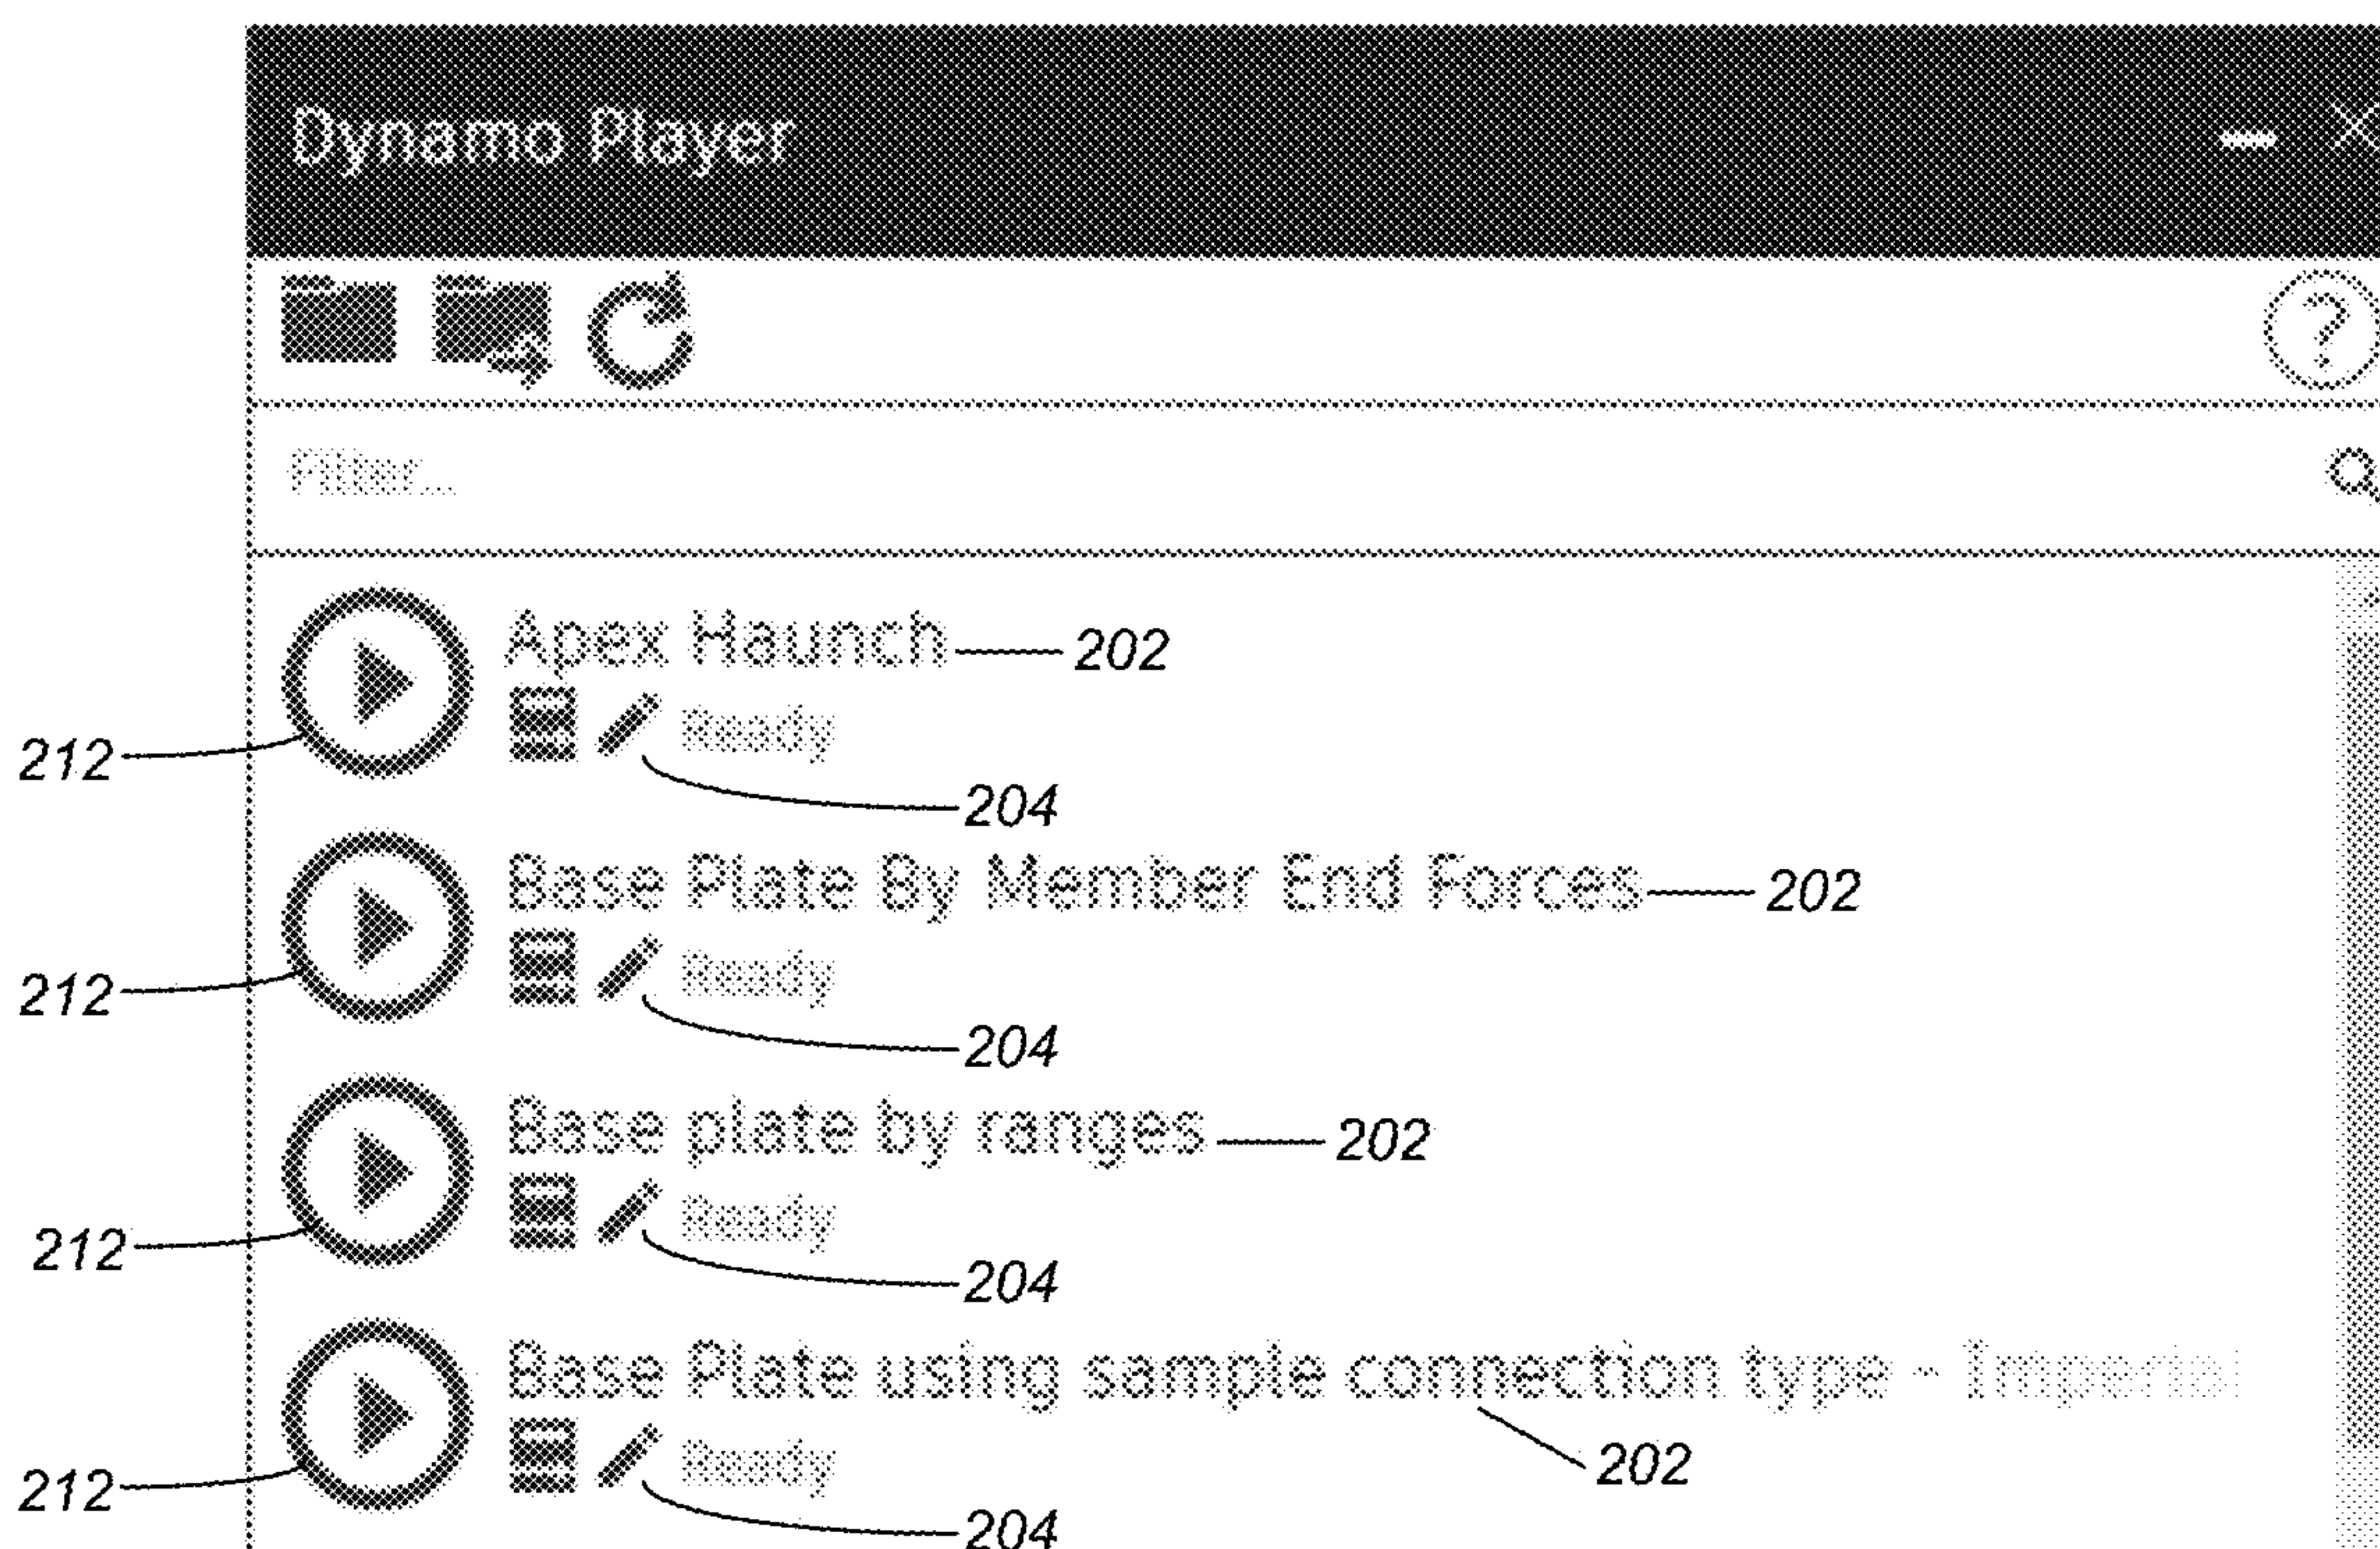 Dynamo Player
?
Filter...
Apex Haunch 202
Ready
212
204
Base Plate By Member End Forces 202
Ready
212
204
Base plate by ranges 202
Ready
212
204
Base Plate using sample connection type - Imperial
202
Ready
212
204